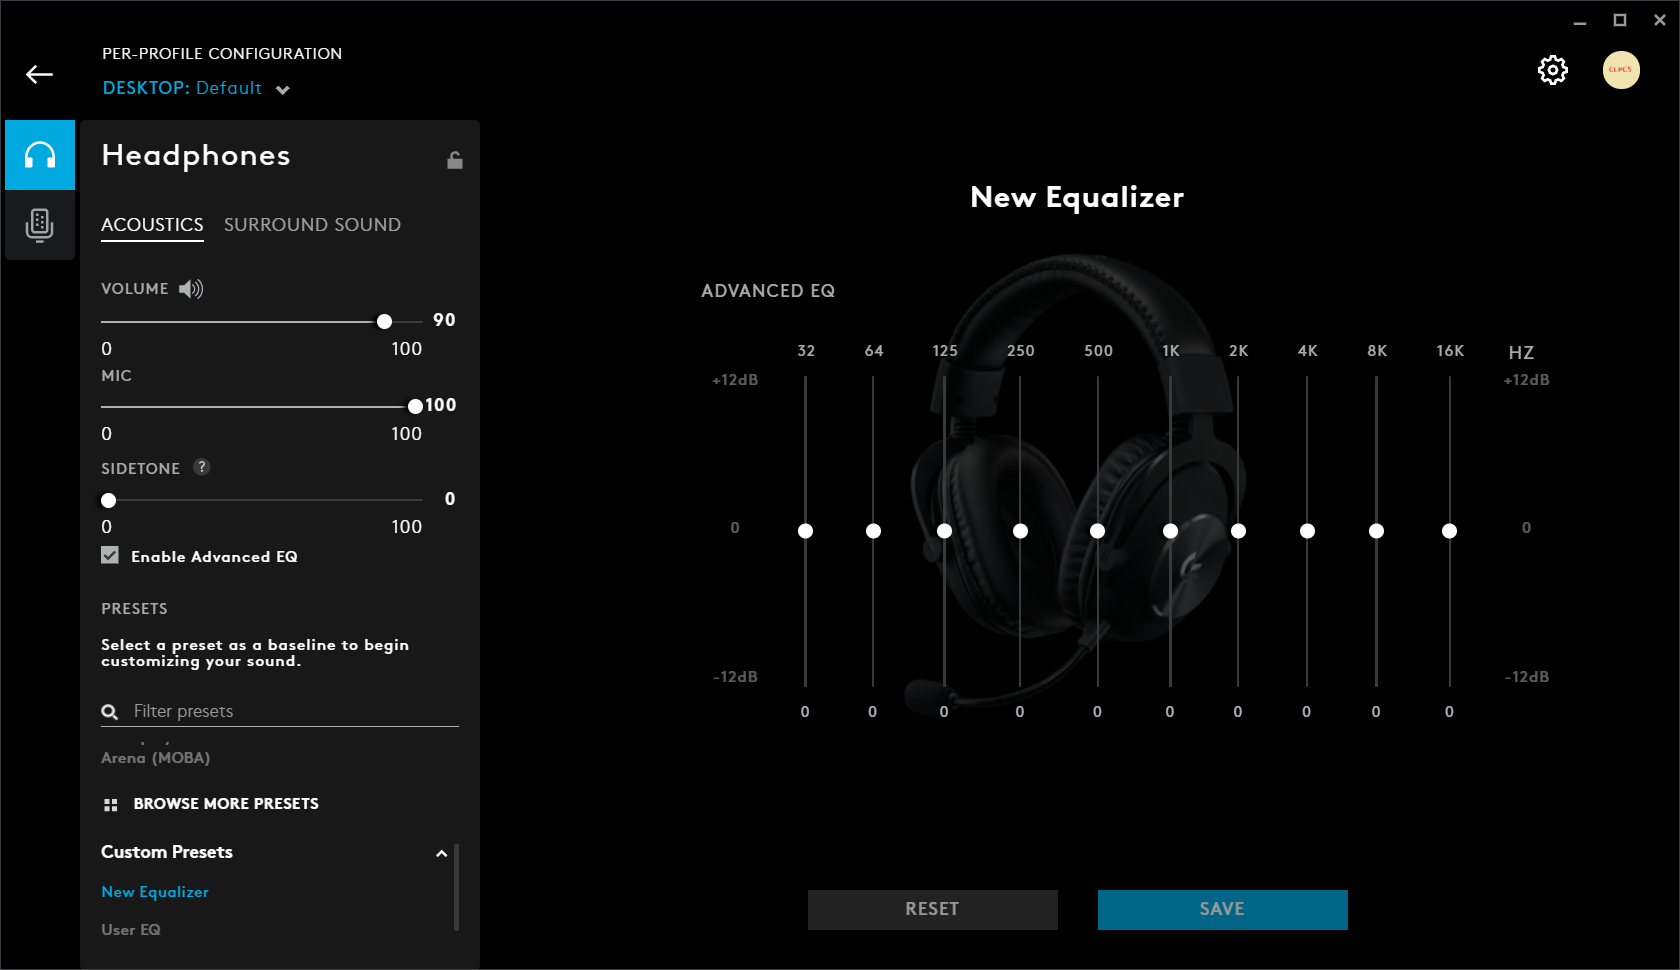 PER-PROFILE CONFIGURATION
DESKTOP: Default
CLPCS
Headphones
ACOUSTICS SURROUND SOUND
VOLUME
90
0 100
MIC
100
0 100
SIDETONE ?
0
0 100
Enable Advanced EQ
PRESETS
Select a preset as a baseline to begin
customizing your sound.
Filter presets
Arena (MOBA)
BROWSE MORE PRESETS
Custom Presets
New Equalizer
User EQ
New Equalizer
ADVANCED EQ
32 64 125 250 500 1K 2K 4K 8K 16K HZ
+12dB +12dB
0 0
-12dB -12dB
0 0 0 0 0 0 0 0 0 0
RESET SAVE